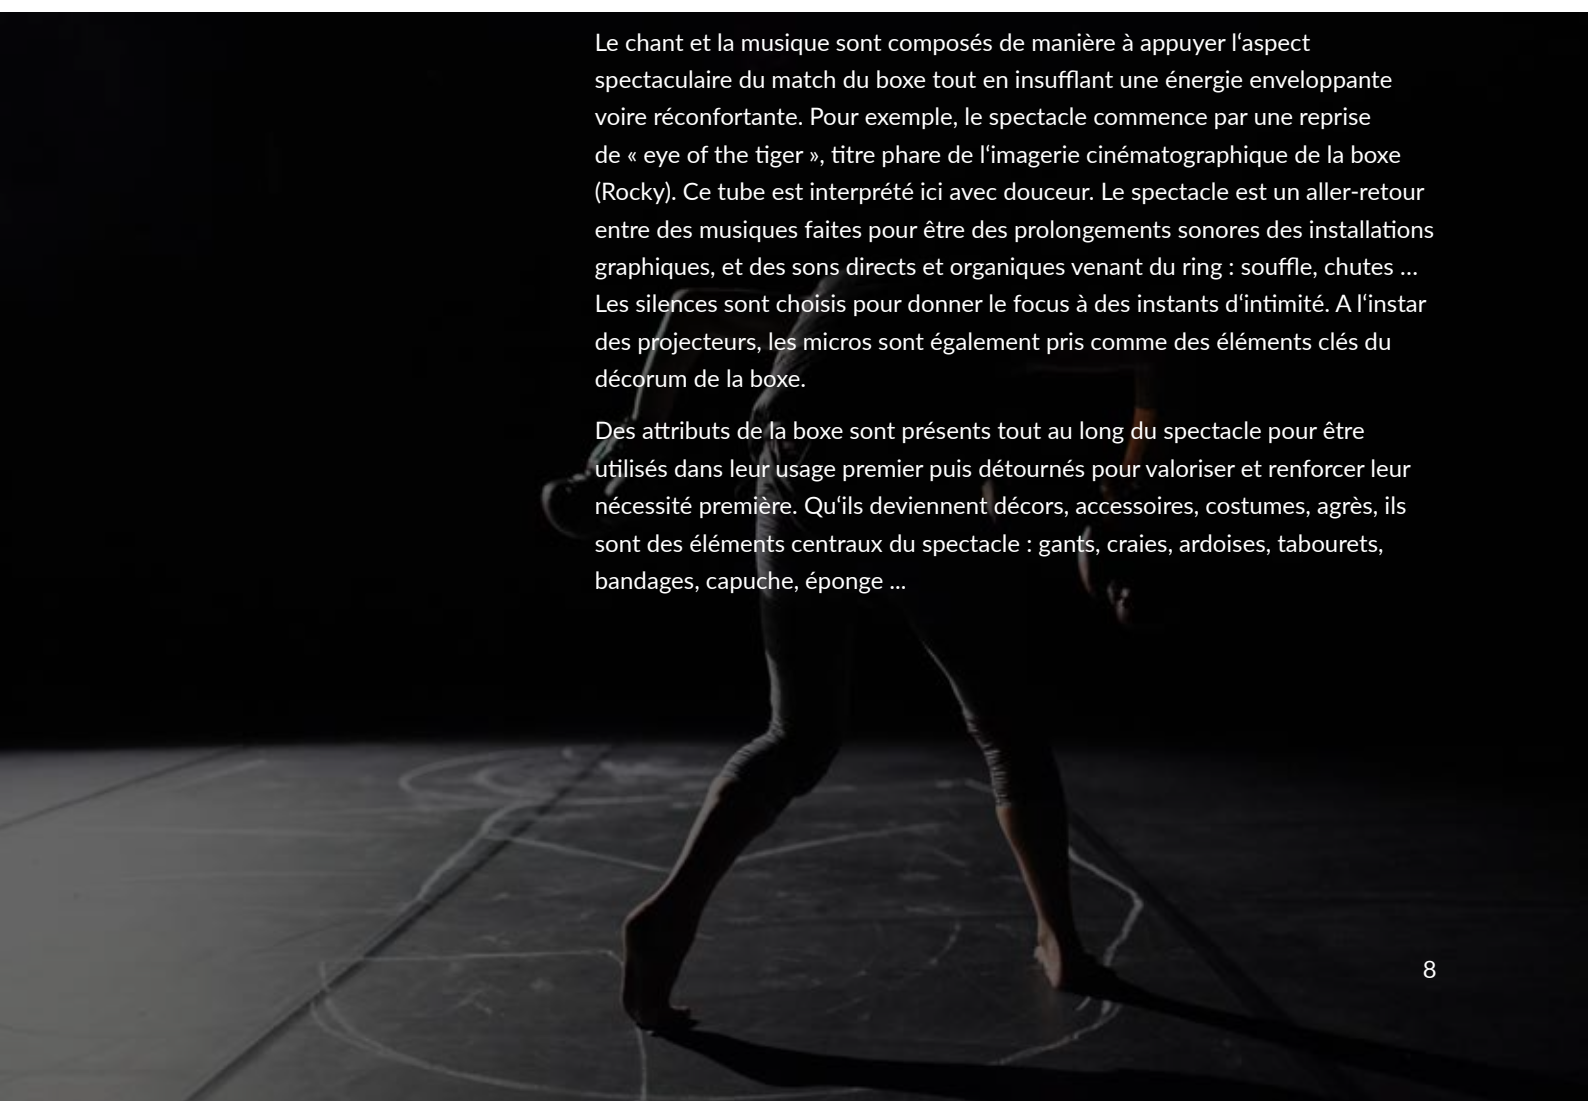 Le chant et la musique sont composés de manière à appuyer l‘aspect
spectaculaire du match du boxe tout en insufflant une énergie enveloppante
voire réconfortante. Pour exemple, le spectacle commence par une reprise
de « eye of the tiger », titre phare de l‘imagerie cinématographique de la boxe
(Rocky). Ce tube est interprété ici avec douceur. Le spectacle est un aller-retour
entre des musiques faites pour être des prolongements sonores des installations
graphiques, et des sons directs et organiques venant du ring : souffle, chutes ...
Les silences sont choisis pour donner le focus à des instants d‘intimité. A l‘instar
des projecteurs, les micros sont également pris comme des éléments clés du
décorum de la boxe.
Des attributs de la boxe sont présents tout au long du spectacle pour être
utilisés dans leur usage premier puis détournés pour valoriser et renforcer leur
nécessité première. Qu‘ils deviennent décors, accessoires, costumes, agrès, ils
sont des éléments centraux du spectacle : gants, craies, ardoises, tabourets,
bandages, capuche, éponge ...
8